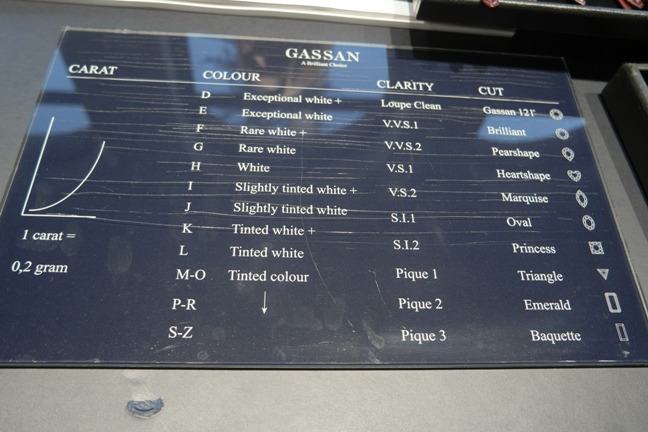 GASSAN
A Brilliant Choice
CARAT COLOUR CLARITY CUT
D Exceptional white + Loupe Clean Gassan 121
E Exceptional white V.V.S.1 Brilliant
F Rare white + V.V.S.2 Pearshape
G Rare white V.S.1 Heartshape
H White V.S.2 Marquise
I Slightly tinted white + S.I.1 Oval
J Slightly tinted white S.I.2 Princess
K Tinted white + Pique 1 Triangle
L Tinted white Pique 2 Emerald
M-O Tinted colour Pique 3 Baquette
P-R
S-Z
1 carat =
0,2 gram